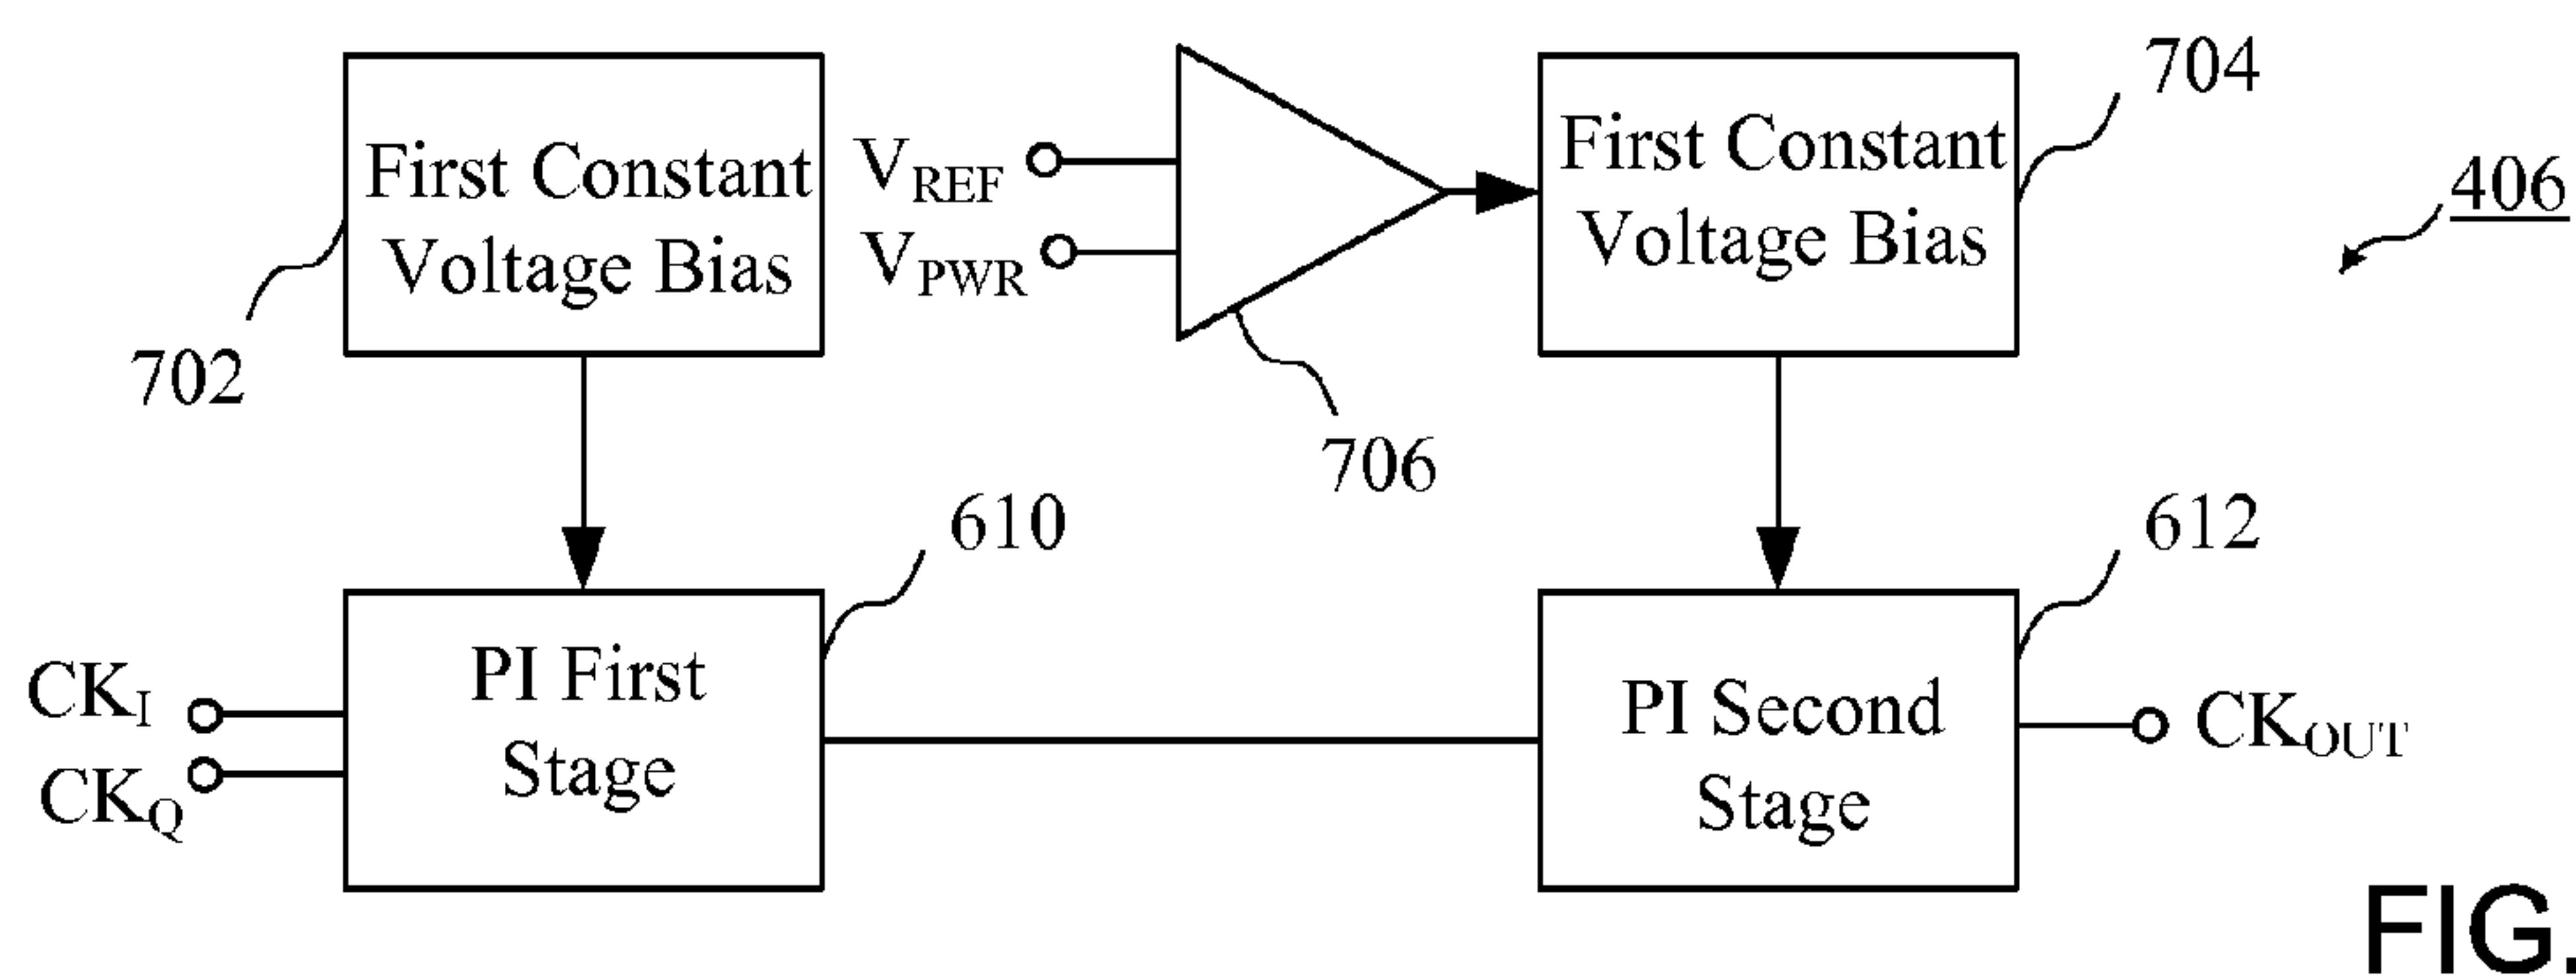 First Constant
Voltage Bias
702
V_REF
V_PWR
706
First Constant
Voltage Bias
704
406
CK_I
CK_Q
PI First
Stage
610
PI Second
Stage
612
CK_OUT
FIG.